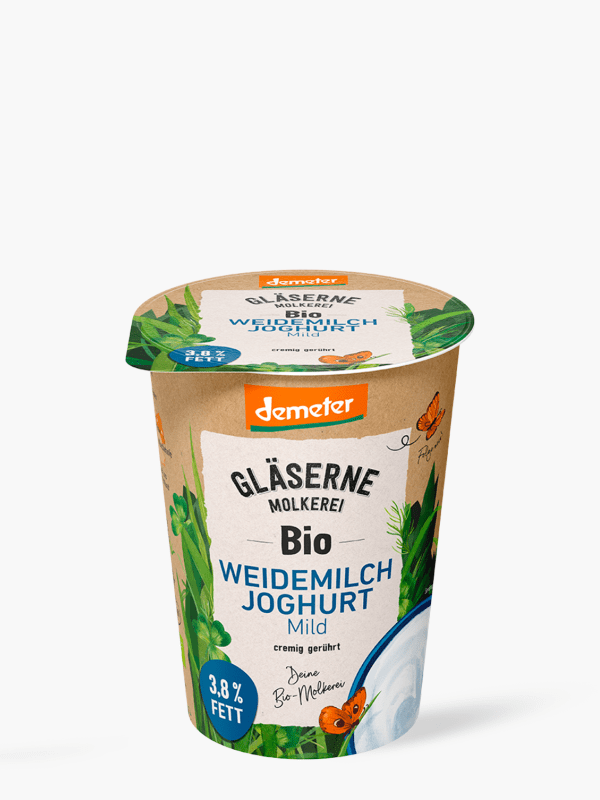 demeter
GLÄSERNE
MOLKEREI
Bio
WEIDEMILCH
JOGHURT
Mild
cremig gerührt
3,8 %
FETT
demeter
GLÄSERNE
MOLKEREI
Bio
WEIDEMILCH
JOGHURT
Mild
cremig gerührt
Deine
Bio-Molkerei
3,8 %
FETT